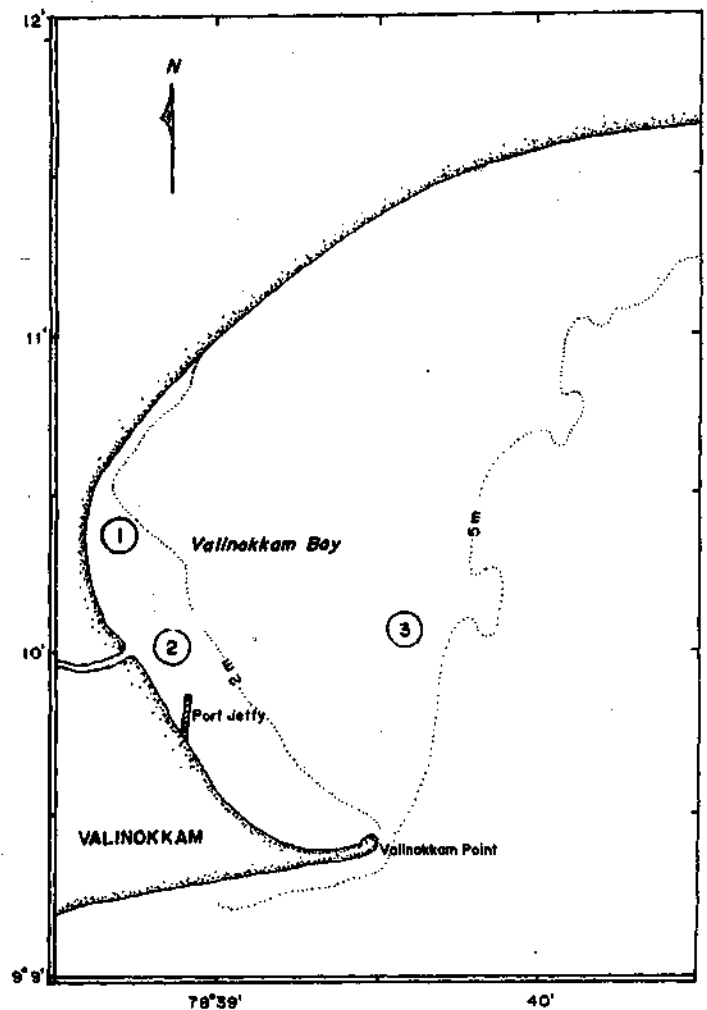 12'
N
11'
1
Valinokkam Bay
5 m
3
10'
2
2 m
Port Jetty
VALINOKKAM
Valinokkam Point
9° 9'
78°39'
40'